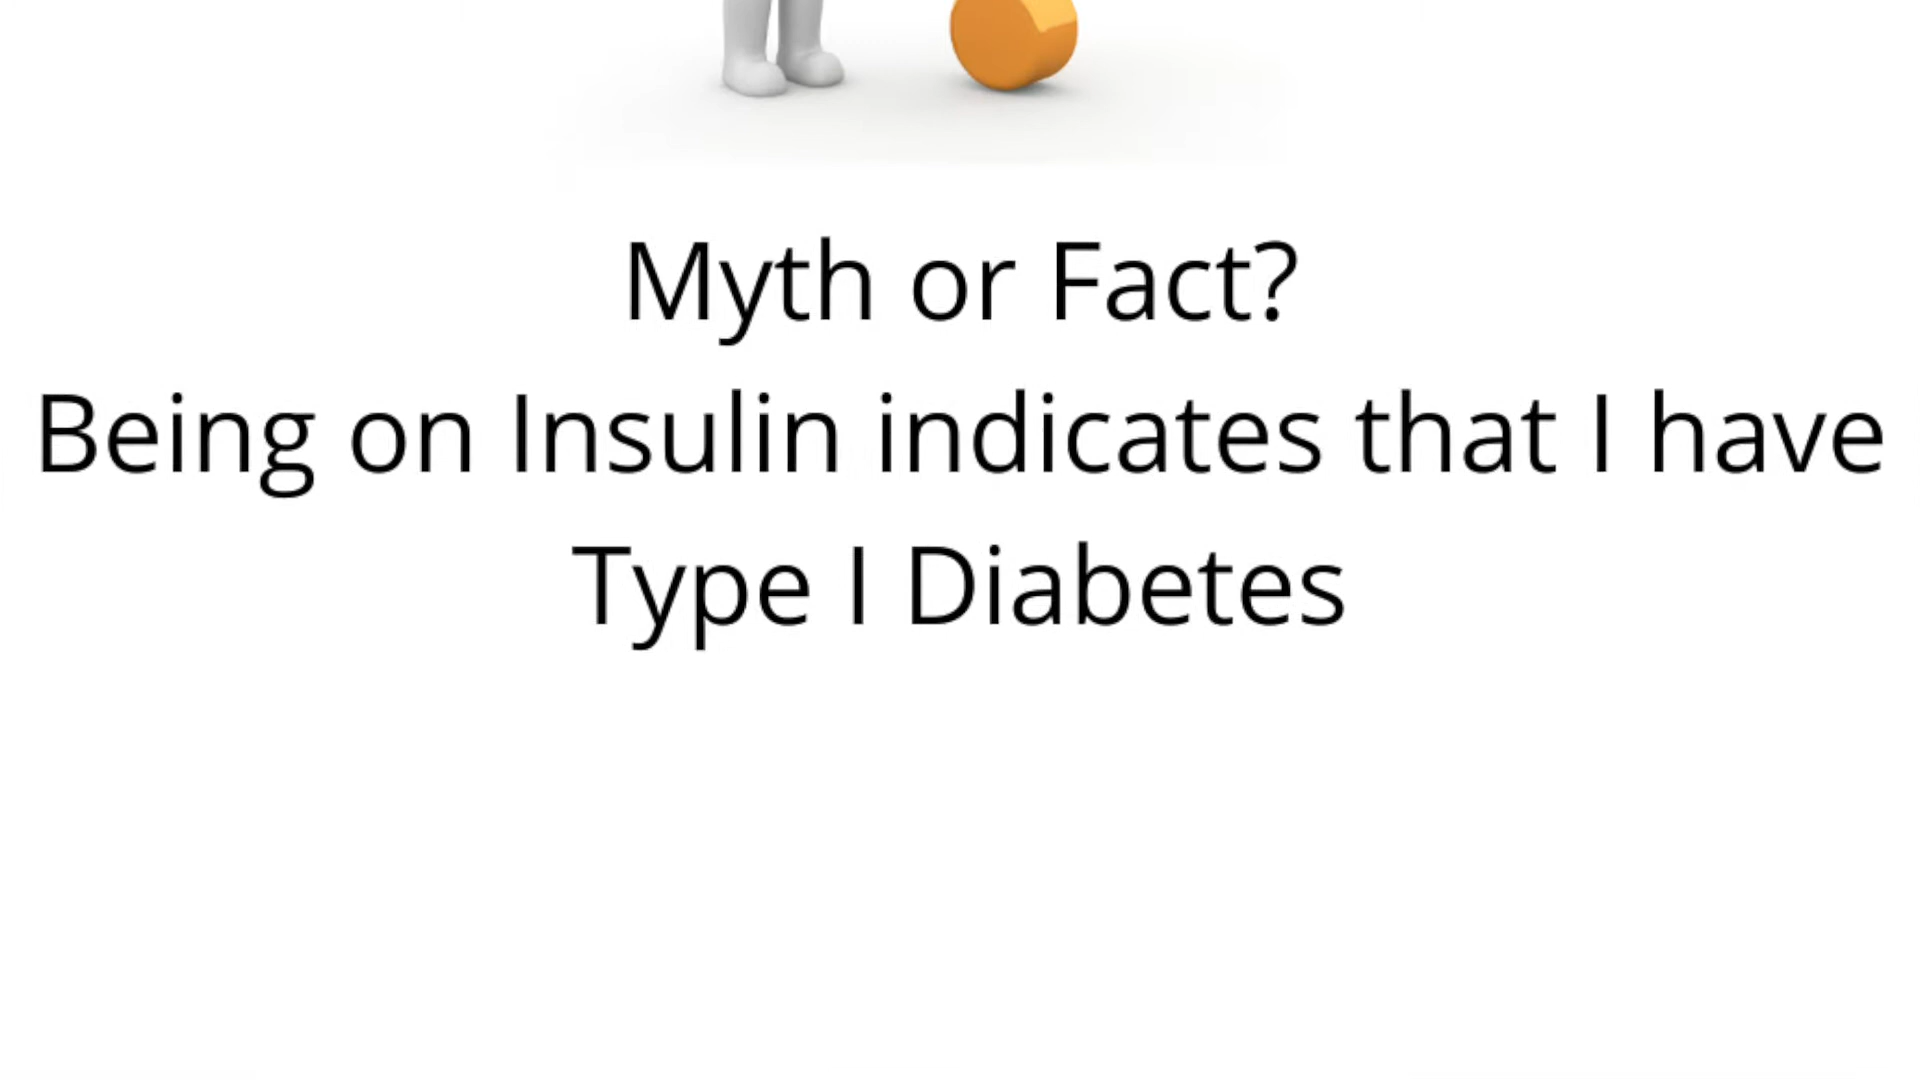 Myth or Fact?
Being on Insulin indicates that I have
Type I Diabetes